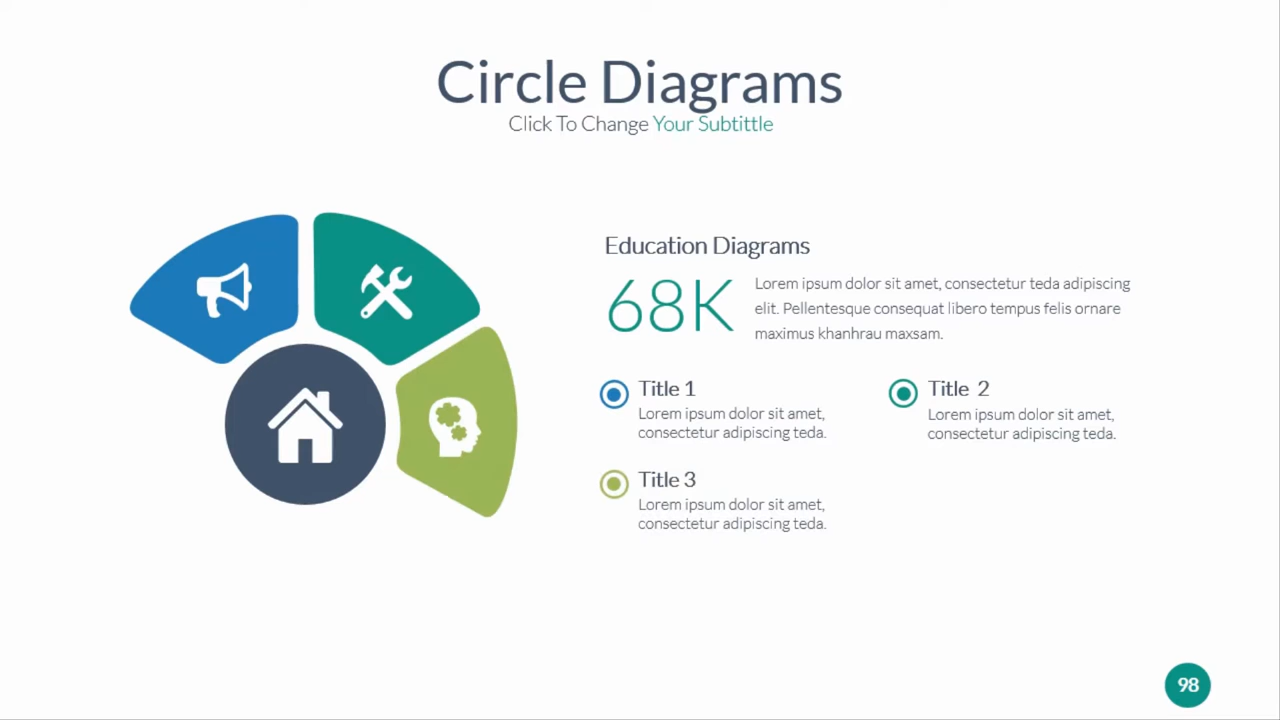 Circle Diagrams
Click To Change Your Subtittle
Education Diagrams
68K
Lorem ipsum dolor sit amet, consectetur teda adipiscing
elit. Pellentesque consequat libero tempus felis ornare
maximus khanhrau maxsam.
Title 1
Lorem ipsum dolor sit amet,
consectetur adipiscing teda.
Title 2
Lorem ipsum dolor sit amet,
consectetur adipiscing teda.
Title 3
Lorem ipsum dolor sit amet,
consectetur adipiscing teda.
98